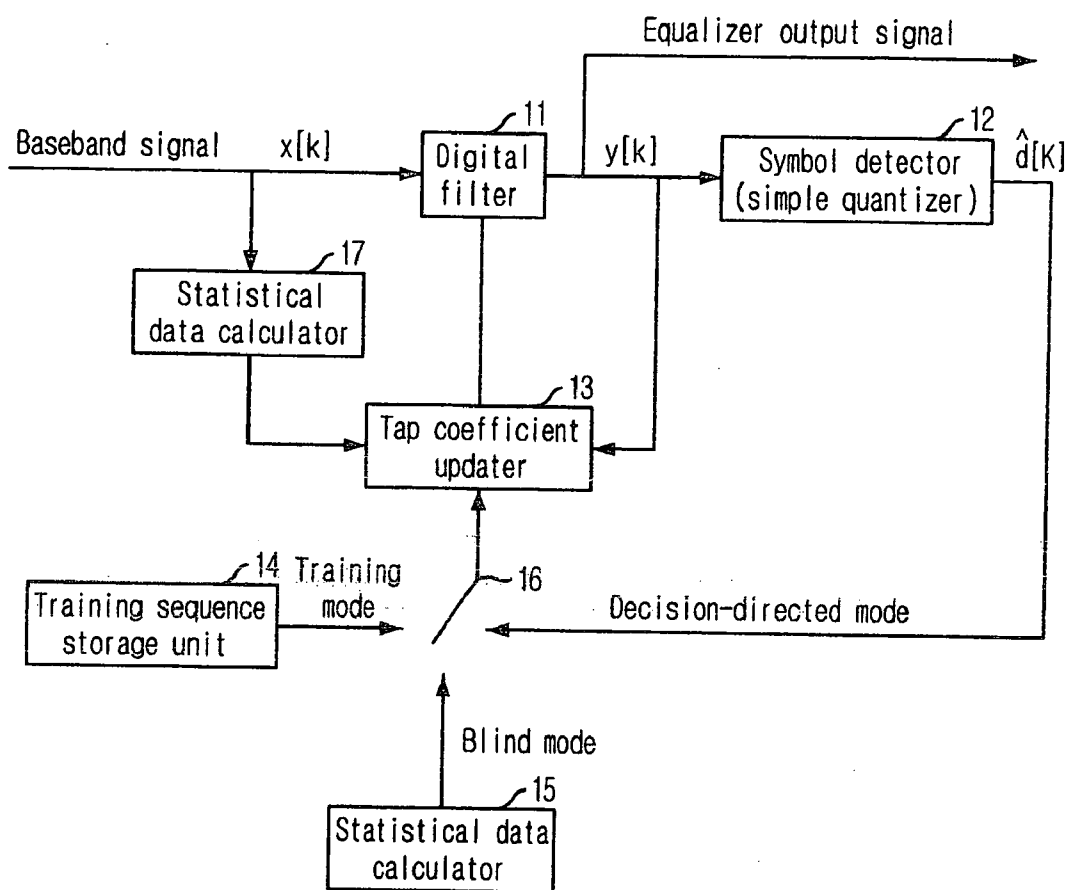 Equalizer output signal
11
12
Baseband signal
x[k]
Digital
filter
y[k]
Symbol detector
(simple quantizer)
d̂[K]
17
Statistical
data calculator
13
Tap coefficient
updater
14
Training
mode
16
Training sequence
storage unit
Decision-directed mode
Blind mode
15
Statistical data
calculator